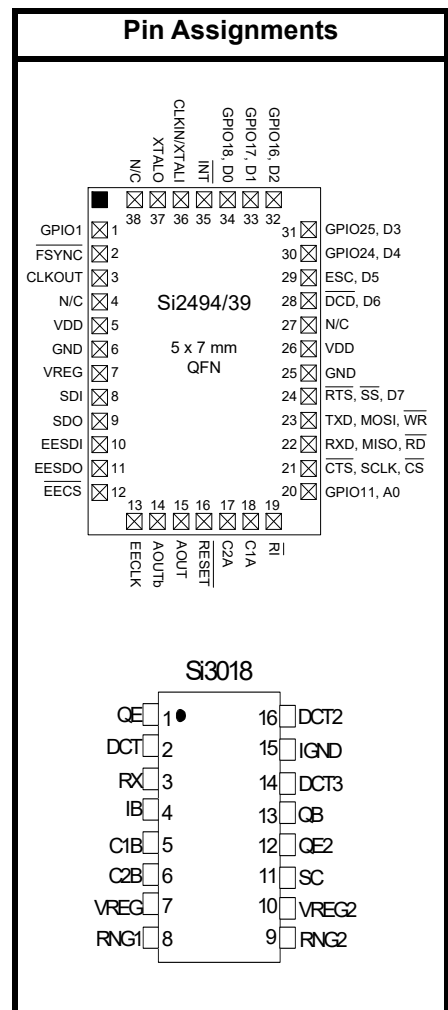 Pin Assignments
N/C
XTALO
CLKIN/XTALI
INT
GPIO18, D0
GPIO17, D1
GPIO16, D2
38 37 36 35 34 33 32
GPIO1 1
FSYNC 2
CLKOUT 3
N/C 4
VDD 5
GND 6
VREG 7
SDI 8
SDO 9
EESDI 10
EESDO 11
EECS 12
Si2494/39
5 x 7 mm
QFN
31 GPIO25, D3
30 GPIO24, D4
29 ESC, D5
28 DCD, D6
27 N/C
26 VDD
25 GND
24 RTS, SS, D7
23 TXD, MOSI, WR
22 RXD, MISO, RD
21 CTS, SCLK, CS
20 GPIO11, A0
13 14 15 16 17 18 19
EECLK
AOUTb
AOUT
RESET
C2A
C1A
RI
Si3018
QE 1 16 DCT2
DCT 2 15 IGND
RX 3 14 DCT3
IB 4 13 QB
C1B 5 12 QE2
C2B 6 11 SC
VREG 7 10 VREG2
RNG1 8 9 RNG2